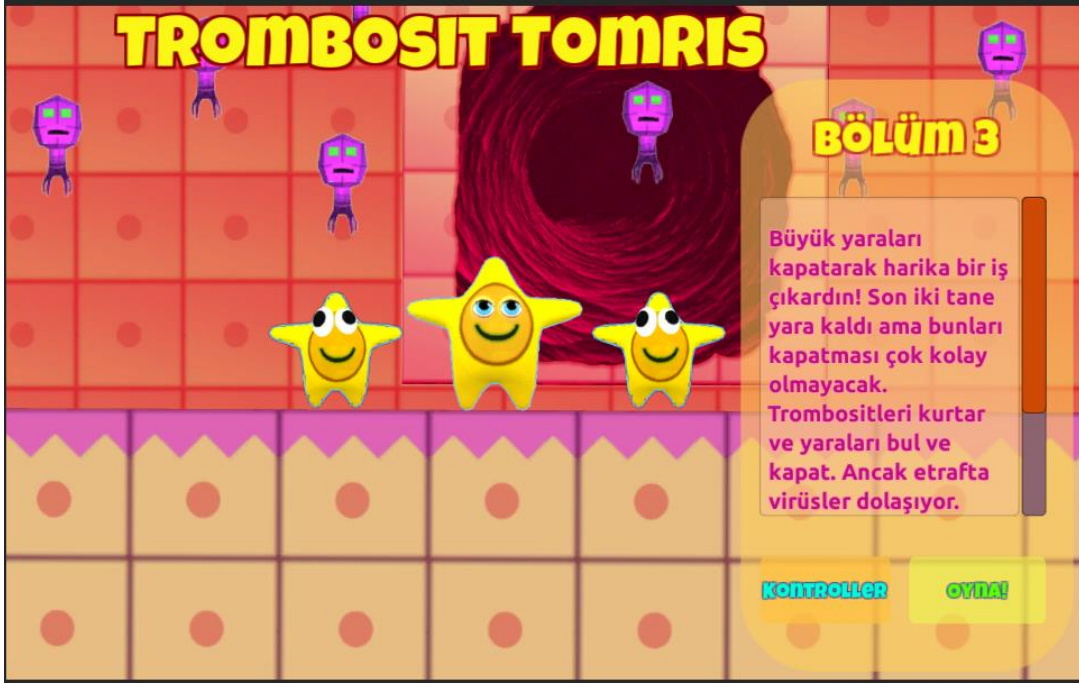 TROMBOSIT TOMRIS
BÖLÜM 3
Büyük yaraları
kapatarak harika bir iş
çıkardın! Son iki tane
yara kaldı ama bunları
kapatması çok kolay
olmayacak.
Trombositleri kurtar
ve yaraları bul ve
kapat. Ancak etrafta
virüsler dolaşıyor.
KONTROLLER
OYNA!